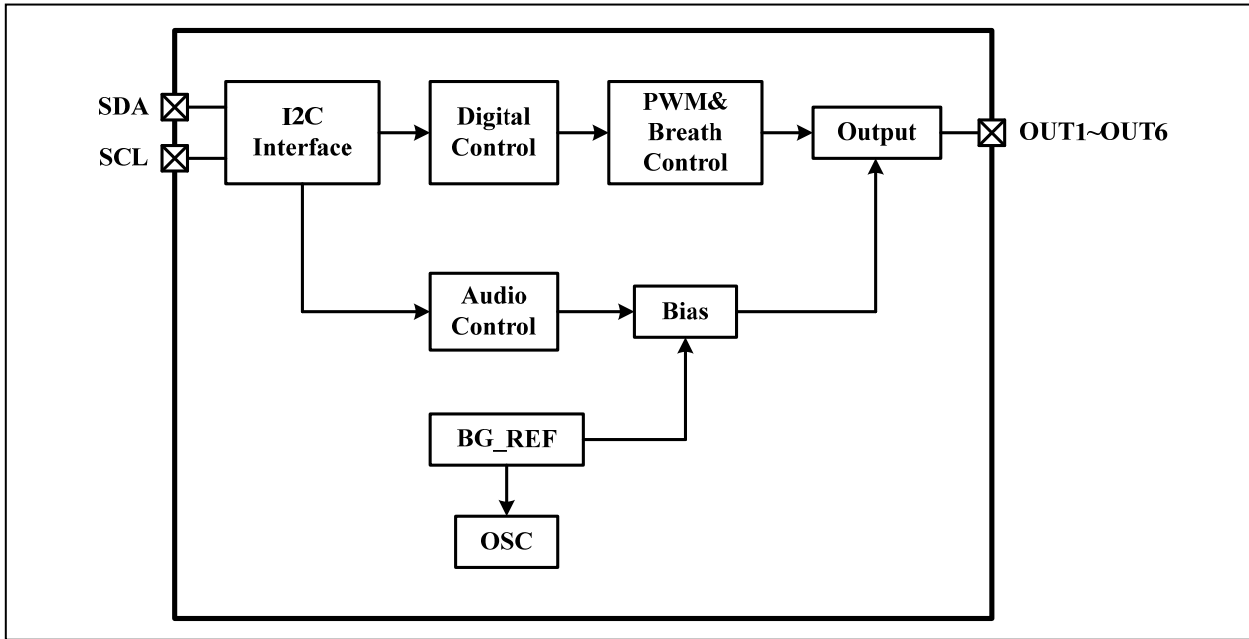 SDA
SCL
I2C
Interface
Digital
Control
PWM&
Breath
Control
Output
OUT1~OUT6
Audio
Control
Bias
BG_REF
OSC